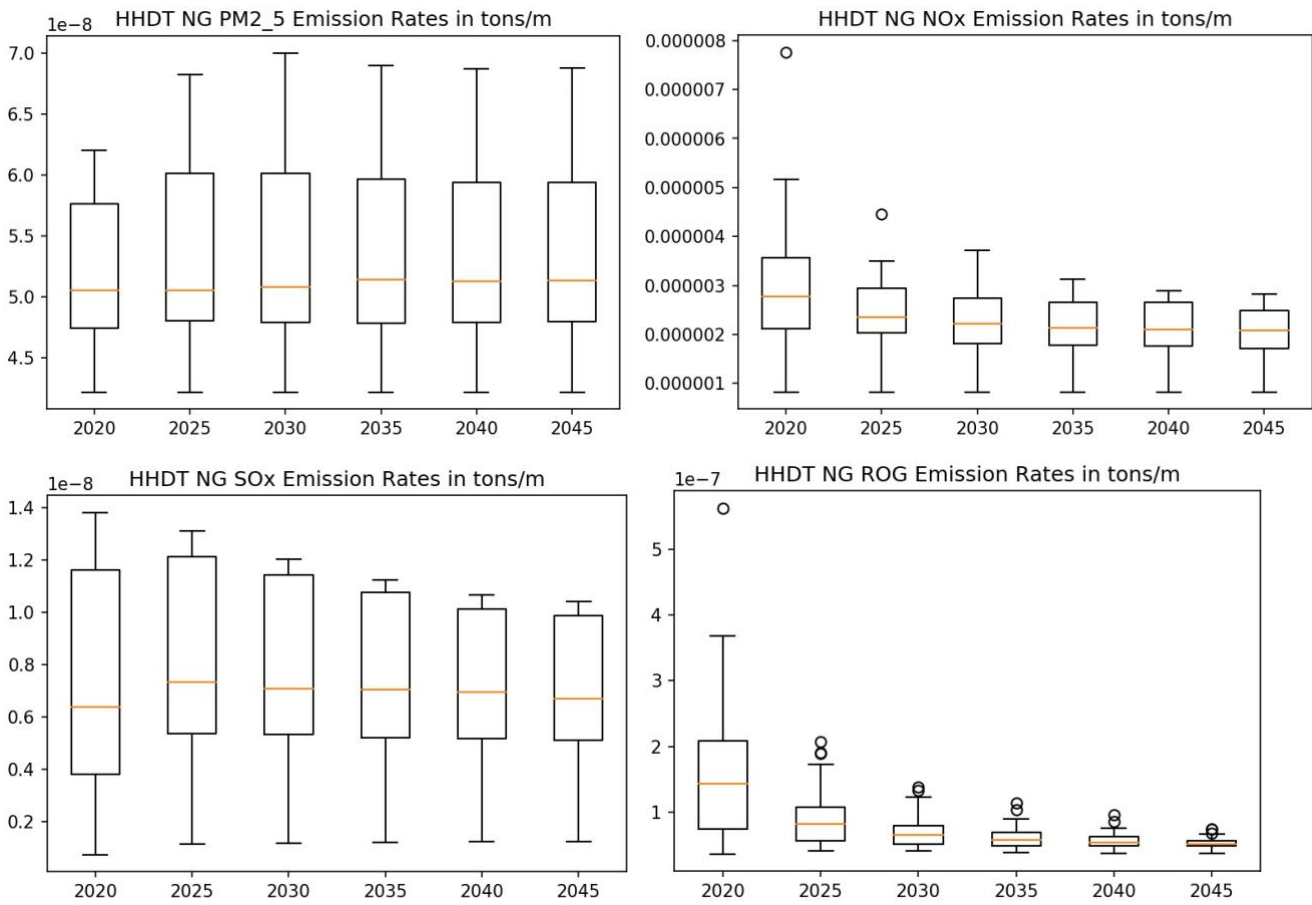 HHDT NG PM2_5 Emission Rates in tons/m
1e−8
7.0
6.5
6.0
5.5
5.0
4.5
2020 2025 2030 2035 2040 2045
HHDT NG NOx Emission Rates in tons/m
0.000008
0.000007
0.000006
0.000005
0.000004
0.000003
0.000002
0.000001
2020 2025 2030 2035 2040 2045
HHDT NG SOx Emission Rates in tons/m
1e−8
1.4
1.2
1.0
0.8
0.6
0.4
0.2
2020 2025 2030 2035 2040 2045
HHDT NG ROG Emission Rates in tons/m
1e−7
5
4
3
2
1
2020 2025 2030 2035 2040 2045